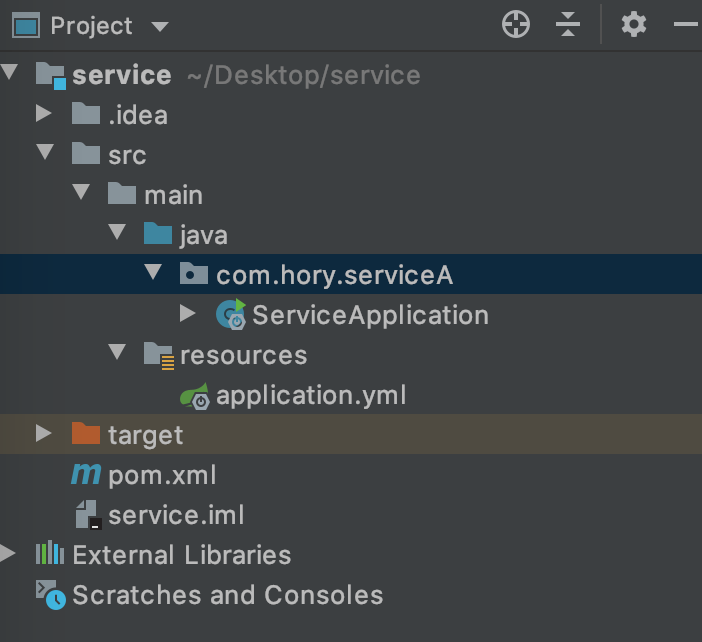 Project
service ~/Desktop/service
.idea
src
main
java
com.hory.serviceA
ServiceApplication
resources
application.yml
target
pom.xml
service.iml
External Libraries
Scratches and Consoles